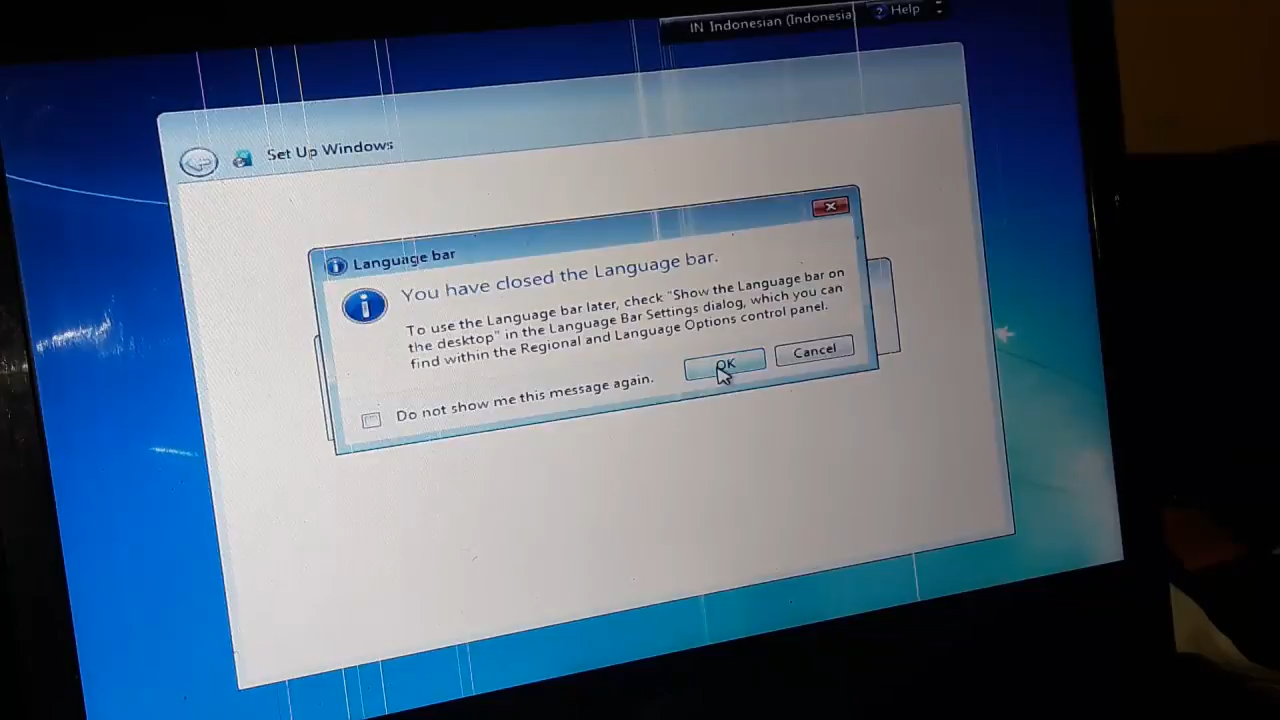 IN Indonesian (Indonesia)
Help
Set Up Windows
Language bar
You have closed the Language bar.
To use the Language bar later, check "Show the Language bar on
the desktop" in the Language Bar Settings dialog, which you can
find within the Regional and Language Options control panel.
OK
Cancel
Do not show me this message again.